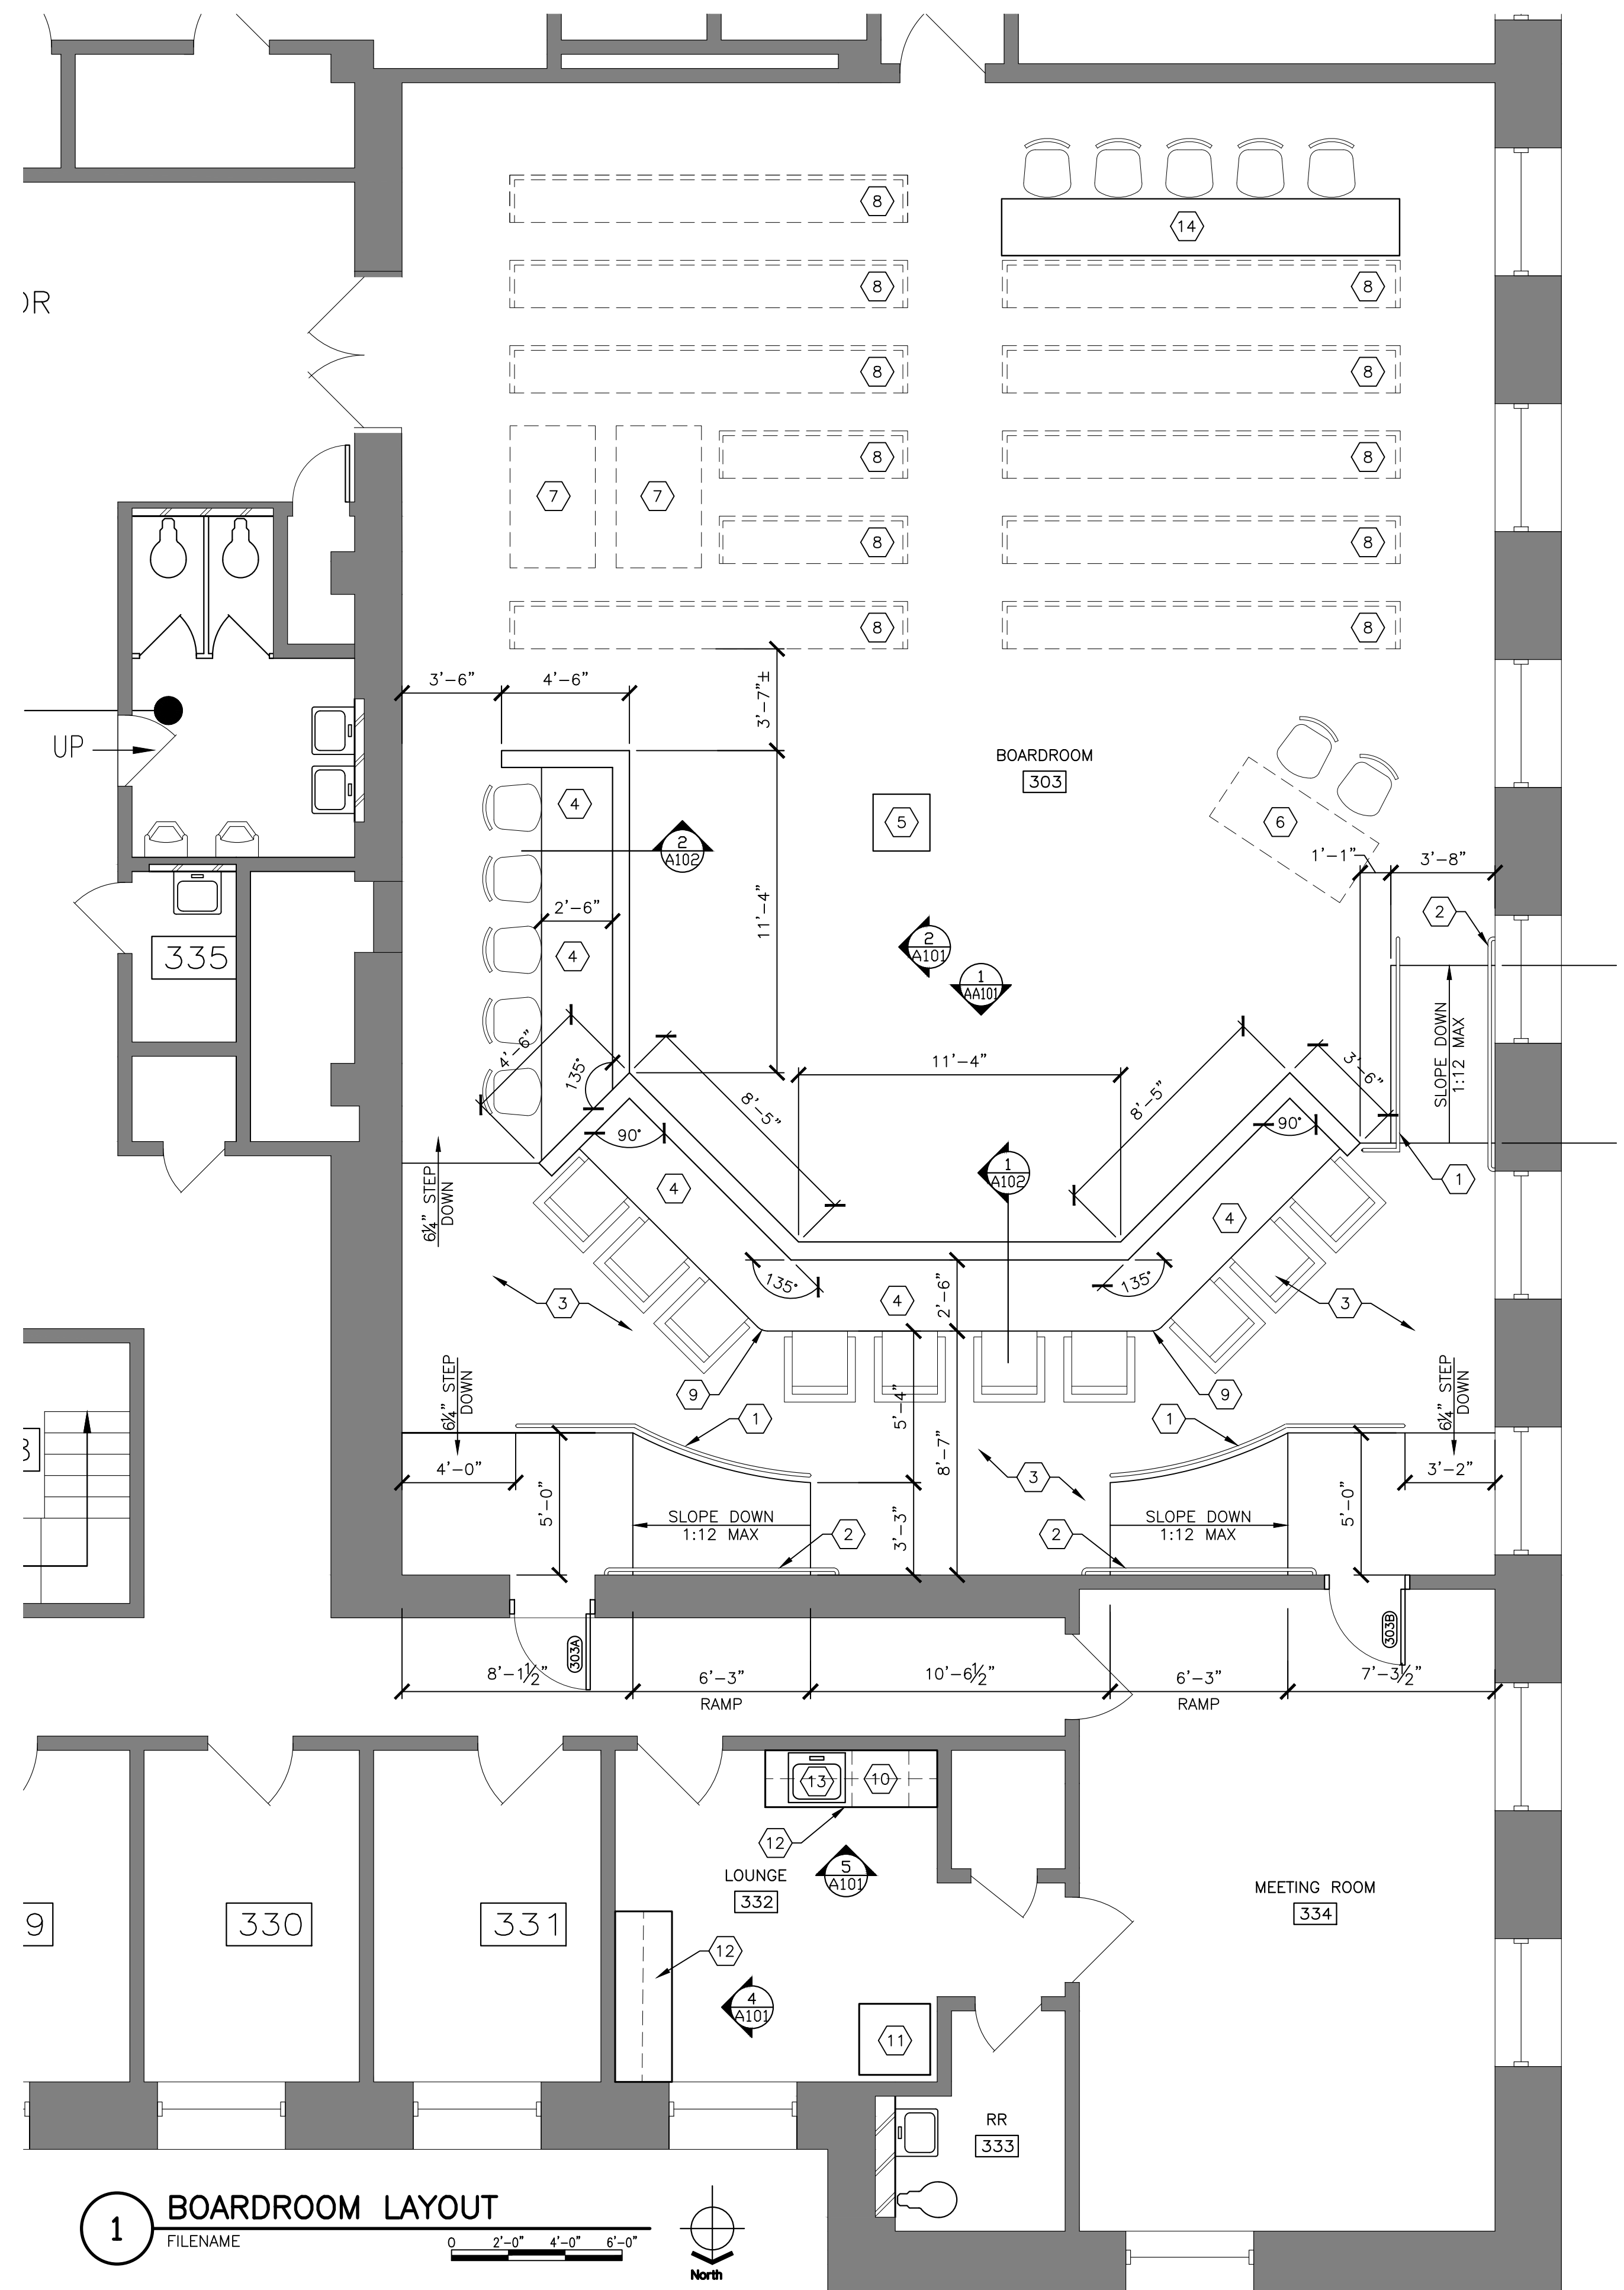 8
14
)R
8
8
8
8
8
8
7
7
8
8
8
8
8
3'-6"
4'-6"
3'-7"±
UP
BOARDROOM
303
4
5
6
2
A102
1'-1"
3'-8"
2'-6"
11'-4"
2
335
4
2
A101
1
AA101
SLOPE DOWN
1:12 MAX
4'-6"
135°
11'-4"
3'-6"
8'-5"
8'-5"
90°
90°
1
A102
1
6¼" STEP
DOWN
4
4
135°
135°
3
4
2'-6"
3
6¼" STEP
DOWN
9
9
6¼" STEP
DOWN
1
5'-4"
1
8'-7"
4'-0"
3
3'-2"
5'-0"
SLOPE DOWN
1:12 MAX
2
3'-3"
2
SLOPE DOWN
1:12 MAX
5'-0"
303A
303B
8'-1½"
6'-3"
RAMP
10'-6½"
6'-3"
RAMP
7'-3½"
13
10
12
LOUNGE
332
5
A101
MEETING ROOM
334
9
330
331
12
4
A101
11
RR
333
1
BOARDROOM LAYOUT
FILENAME
0 2'-0" 4'-0" 6'-0"
North